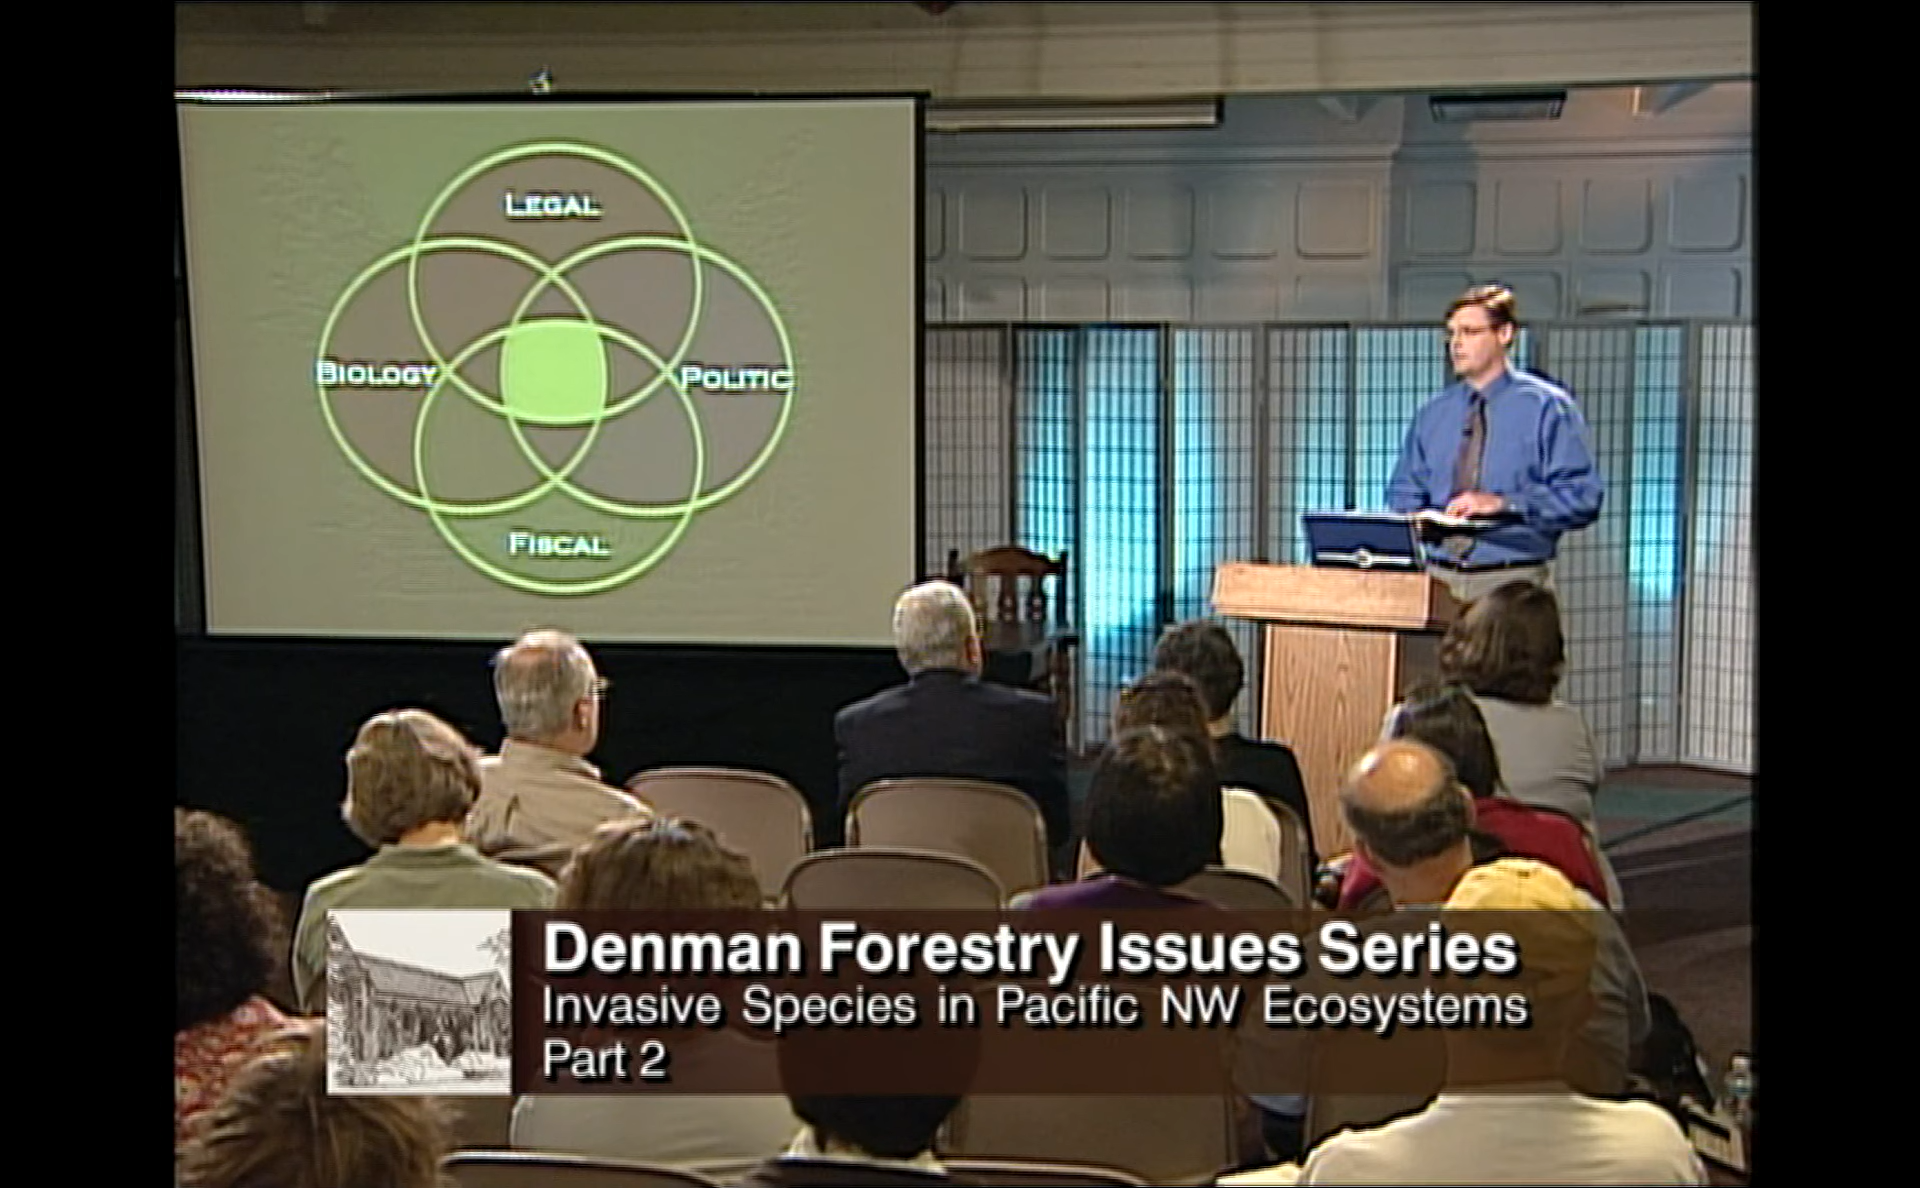 LEGAL
BIOLOGY
POLITIC
FISCAL
Denman Forestry Issues Series
Invasive Species in Pacific NW Ecosystems
Part 2